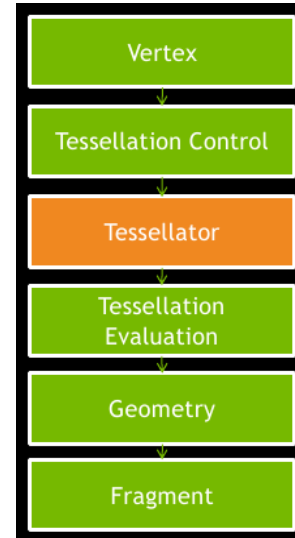 Vertex
Tessellation Control
Tessellator
Tessellation
Evaluation
Geometry
Fragment